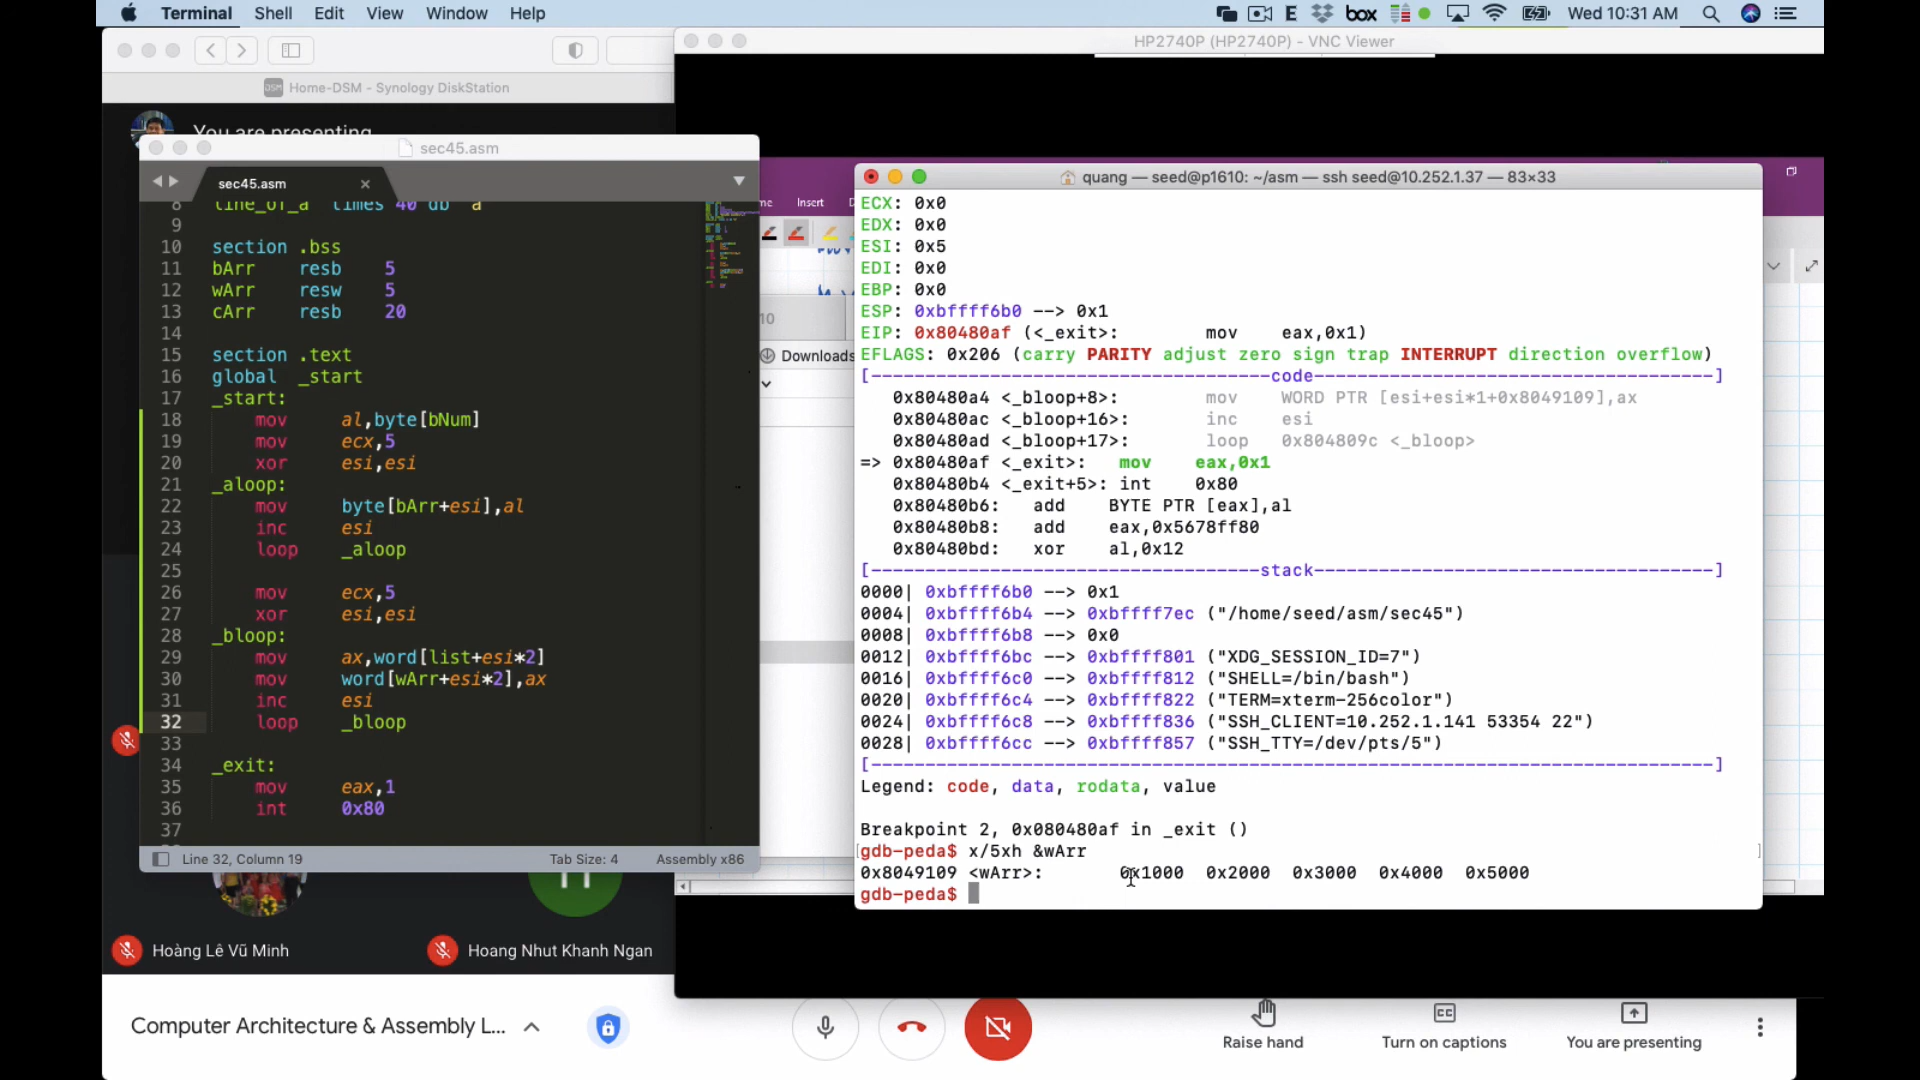 Terminal Shell Edit View Window Help
E box Wed 10:31 AM
HP2740P (HP2740P) - VNC Viewer
DSM Home-DSM - Synology DiskStation
You are presenting
sec45.asm
sec45.asm
8 line_of_a times 40 db 'a'
9
10 section .bss
11 bArr resb 5
12 wArr resw 5
13 cArr resb 20
14
15 section .text
16 global _start
17 _start:
18 mov al,byte[bNum]
19 mov ecx,5
20 xor esi,esi
21 _aloop:
22 mov byte[bArr+esi],al
23 inc esi
24 loop _aloop
25
26 mov ecx,5
27 xor esi,esi
28 _bloop:
29 mov ax,word[list+esi*2]
30 mov word[wArr+esi*2],ax
31 inc esi
32 loop _bloop
33
34 _exit:
35 mov eax,1
36 int 0x80
37
Line 32, Column 19 Tab Size: 4 Assembly x86
Insert
Downloads
quang — seed@p1610: ~/asm — ssh seed@10.252.1.37 — 83×33
ECX: 0x0
EDX: 0x0
ESI: 0x5
EDI: 0x0
EBP: 0x0
ESP: 0xbffff6b0 --> 0x1
EIP: 0x80480af (<_exit>: mov eax,0x1)
EFLAGS: 0x206 (carry PARITY adjust zero sign trap INTERRUPT direction overflow)
[-------------------------------------code-------------------------------------]
0x80480a4 <_bloop+8>: mov WORD PTR [esi+esi*1+0x8049109],ax
0x80480ac <_bloop+16>: inc esi
0x80480ad <_bloop+17>: loop 0x804809c <_bloop>
=> 0x80480af <_exit>: mov eax,0x1
0x80480b4 <_exit+5>: int 0x80
0x80480b6: add BYTE PTR [eax],al
0x80480b8: add eax,0x5678ff80
0x80480bd: xor al,0x12
[------------------------------------stack-------------------------------------]
0000| 0xbffff6b0 --> 0x1
0004| 0xbffff6b4 --> 0xbffff7ec ("/home/seed/asm/sec45")
0008| 0xbffff6b8 --> 0x0
0012| 0xbffff6bc --> 0xbffff801 ("XDG_SESSION_ID=7")
0016| 0xbffff6c0 --> 0xbffff812 ("SHELL=/bin/bash")
0020| 0xbffff6c4 --> 0xbffff822 ("TERM=xterm-256color")
0024| 0xbffff6c8 --> 0xbffff836 ("SSH_CLIENT=10.252.1.141 53354 22")
0028| 0xbffff6cc --> 0xbffff857 ("SSH_TTY=/dev/pts/5")
[------------------------------------------------------------------------------]
Legend: code, data, rodata, value
Breakpoint 2, 0x080480af in _exit ()
gdb-peda$ x/5xh &wArr
0x8049109 <wArr>: 0x1000 0x2000 0x3000 0x4000 0x5000
gdb-peda$
Hoàng Lê Vũ Minh
Hoang Nhut Khanh Ngan
Computer Architecture & Assembly L...
Raise hand
Turn on captions
You are presenting